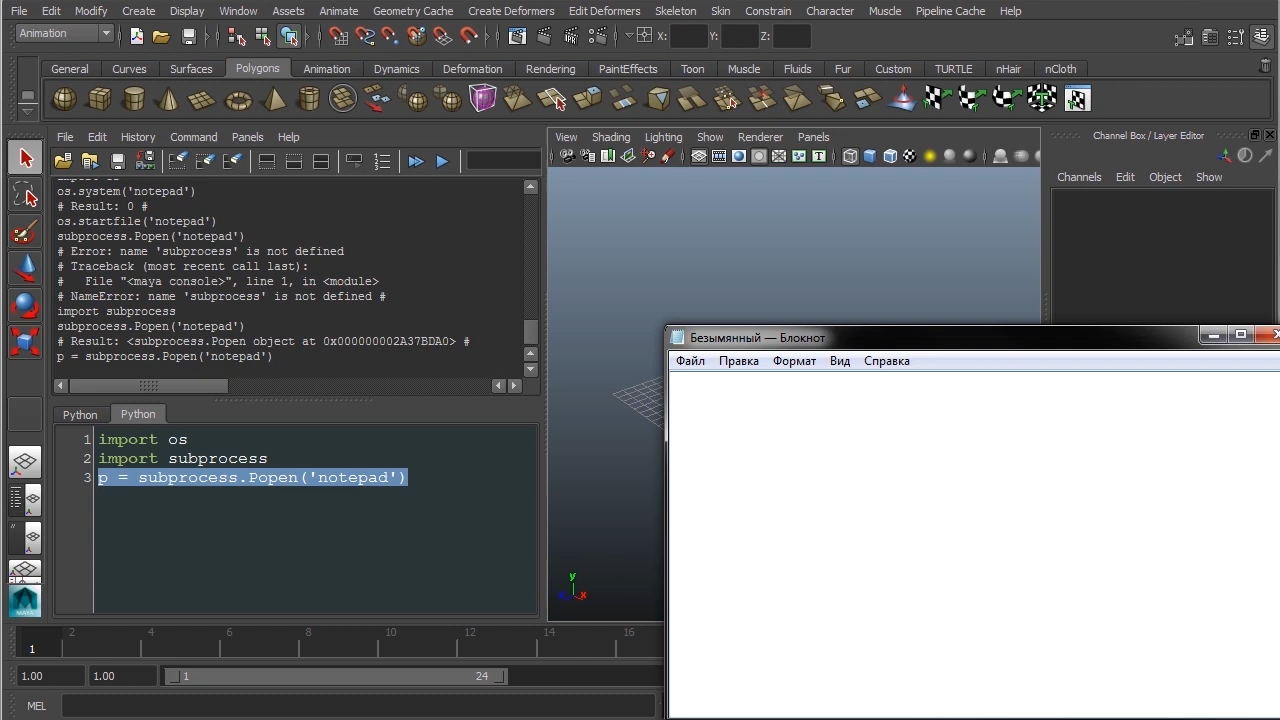 File Edit Modify Create Display Window Assets Animate Geometry Cache Create Deformers Edit Deformers Skeleton Skin Constrain Character Muscle Pipeline Cache Help
Animation X: Y: Z:
General Curves Surfaces Polygons Animation Dynamics Deformation Rendering PaintEffects Toon Muscle Fluids Fur Custom TURTLE nHair nCloth
File Edit History Command Panels Help
View Shading Lighting Show Renderer Panels
Channel Box / Layer Editor
Channels Edit Object Show
import os
os.system('notepad')
# Result: 0 #
os.startfile('notepad')
subprocess.Popen('notepad')
# Error: name 'subprocess' is not defined
# Traceback (most recent call last):
#   File "<maya console>", line 1, in <module>
# NameError: name 'subprocess' is not defined #
import subprocess
subprocess.Popen('notepad')
# Result: <subprocess.Popen object at 0x000000002A37BDA0> #
p = subprocess.Popen('notepad')
Python Python
1 import os
2 import subprocess
3 p = subprocess.Popen('notepad')
y
x
MAYA
Безымянный — Блокнот
Файл Правка Формат Вид Справка
1 2 4 6 8 10 12 14 16
1.00 1.00 1 24
MEL